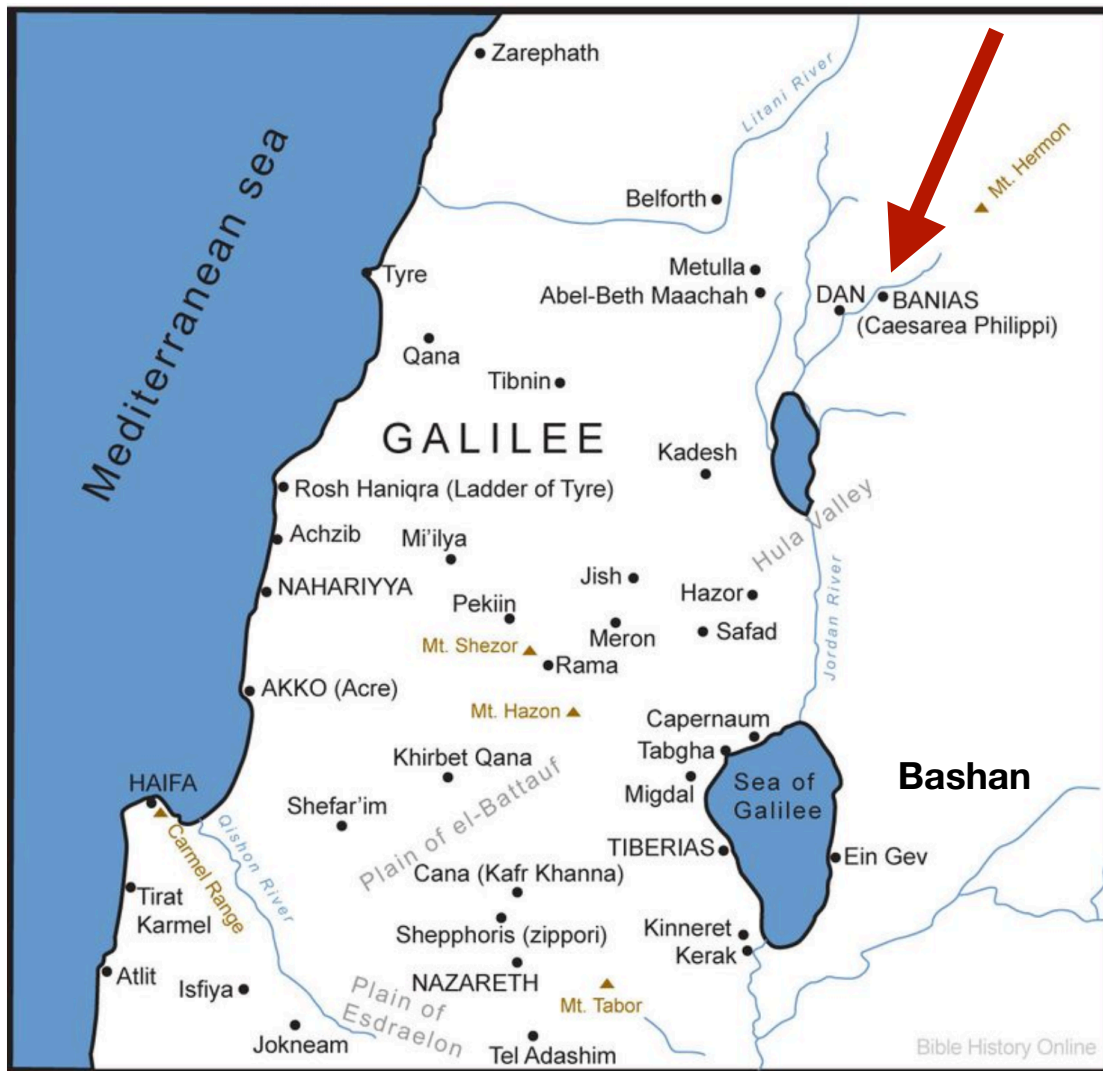 Zarephath
Litani River
Mt. Hermon
Mediterranean sea
Belforth
Tyre
Metulla
Abel-Beth Maachah
DAN
BANIAS
(Caesarea Philippi)
Qana
Tibnin
GALILEE
Kadesh
Rosh Haniqra (Ladder of Tyre)
Hula Valley
Achzib
Mi'ilya
NAHARIYYA
Jish
Hazor
Pekiin
Meron
Safad
Jordan River
Mt. Shezor
Rama
AKKO (Acre)
Mt. Hazon
Capernaum
Tabgha
Khirbet Qana
Migdal
Sea of
Galilee
Bashan
HAIFA
Carmel Range
Qishon River
Shefar'im
Plain of el-Battauf
TIBERIAS
Ein Gev
Cana (Kafr Khanna)
Tirat
Karmel
Shepphoris (zippori)
Kinneret
Kerak
Atlit
Isfiya
NAZARETH
Plain of
Esdraelon
Mt. Tabor
Jokneam
Tel Adashim
Bible History Online